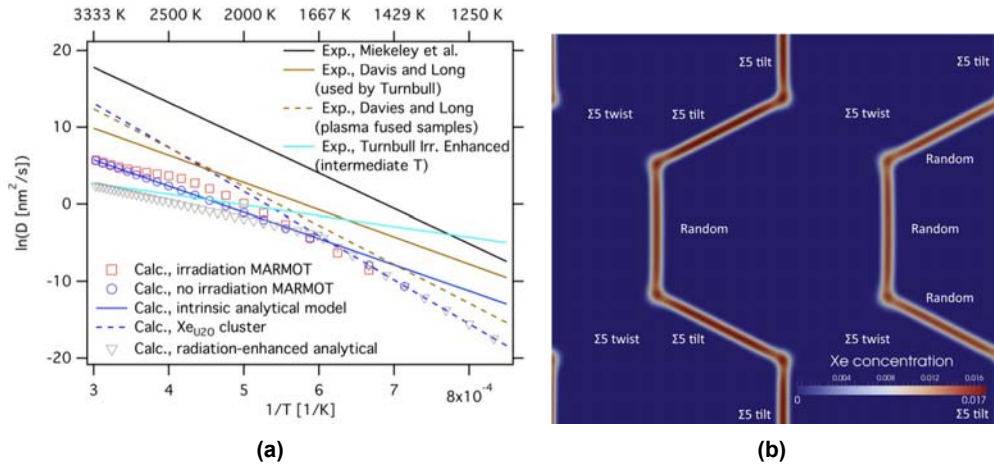 3333 K 2500 K 2000 K 1667 K 1429 K 1250 K
20
10
0
-10
-20
ln(D [nm²/s])
Exp., Miekeley et al.
Exp., Davis and Long
(used by Turnbull)
Exp., Davies and Long
(plasma fused samples)
Exp., Turnbull Irr. Enhanced
(intermediate T)
Calc., irradiation MARMOT
Calc., no irradiation MARMOT
Calc., intrinsic analytical model
Calc., Xe_U2O cluster
Calc., radiation-enhanced analytical
3 4 5 6 7 8x10⁻⁴
1/T [1/K]
(a)
Σ5 tilt Σ5 tilt
Σ5 twist Σ5 tilt Σ5 twist
Random
Random Random
Random
Σ5 twist Σ5 tilt Σ5 twist
Xe concentration
0.004 0.008 0.012 0.016
0 0.017
Σ5 tilt Σ5 tilt
(b)